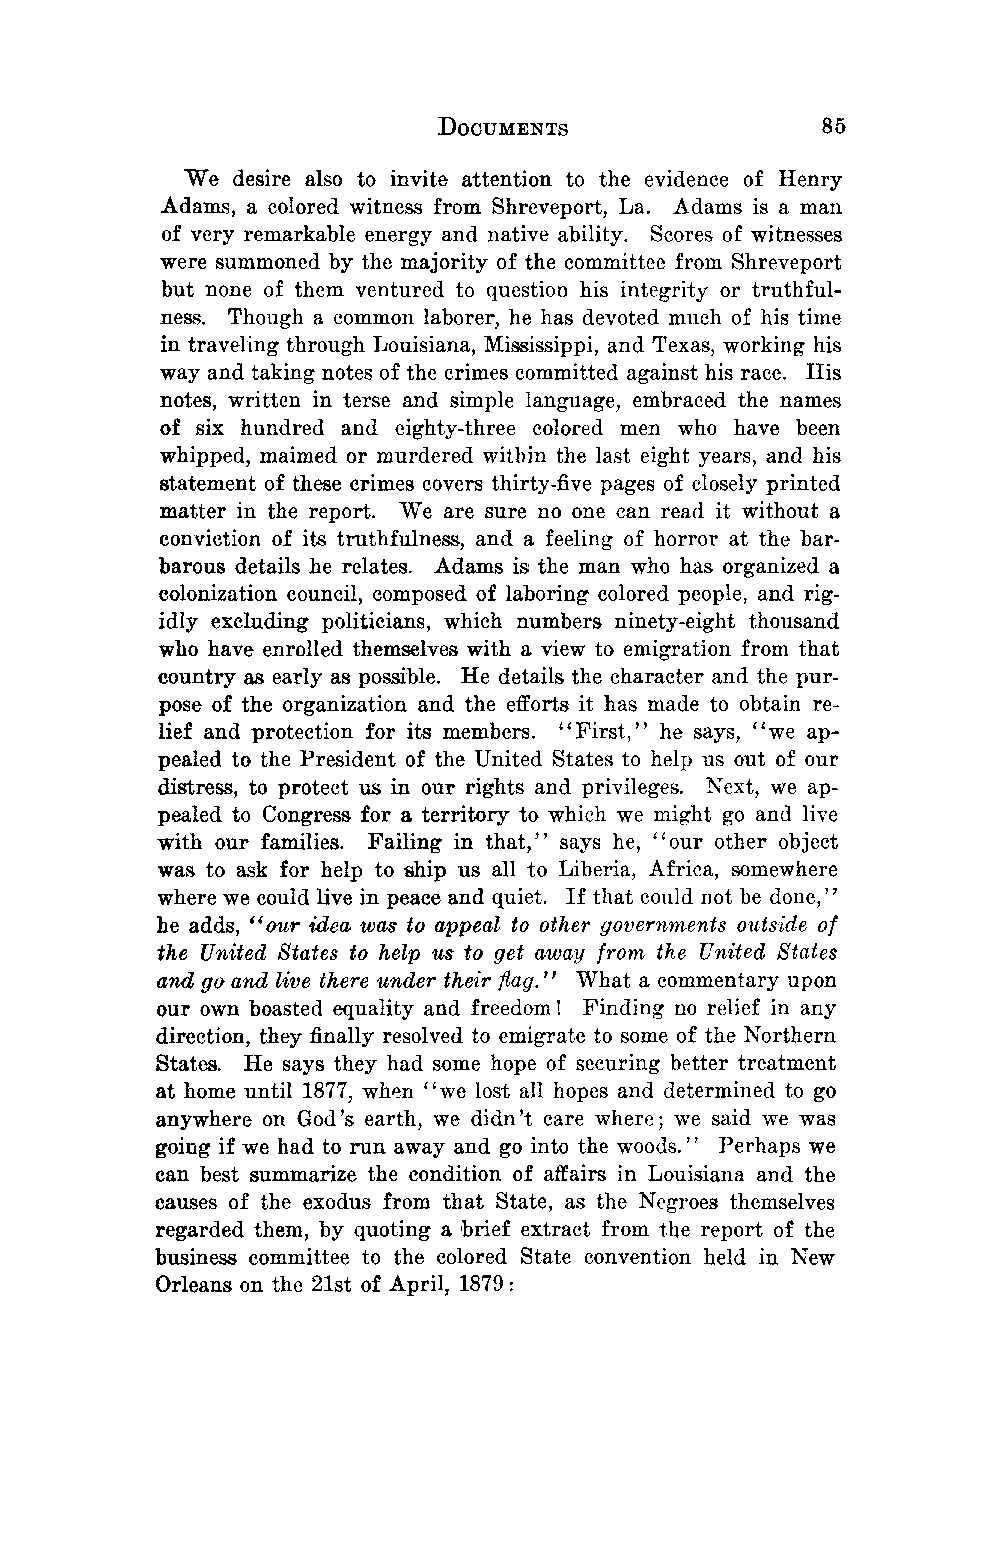 DOCUMENTS 85
We desire also to invite attention to the evidence of Henry
Adams, a colored witness from Shreveport, La. Adams is a man
of very remarkable energy and native ability. Scores of witnesses
were summoned by the majority of the committee from Shreveport
but none of them ventured to question his integrity or truthful-
ness. Though a common laborer, he has devoted much of his time
in traveling through Louisiana, Mississippi, and Texas, working his
way and taking notes of the crimes committed against his race. His
notes, written in terse and simple language, embraced the names
of six hundred and eighty-three colored men who have been
whipped, maimed or murdered within the last eight years, and his
statement of these crimes covers thirty-five pages of closely printed
matter in the report. We are sure no one can read it without a
conviction of its truthfulness, and a feeling of horror at the bar-
barous details he relates. Adams is the man who has organized a
colonization council, composed of laboring colored people, and rig-
idly excluding politicians, which numbers ninety-eight thousand
who have enrolled themselves with a view to emigration from that
country as early as possible. He details the character and the pur-
pose of the organization and the efforts it has made to obtain re-
lief and protection for its members. "First," he says, "we ap-
pealed to the President of the United States to help us out of our
distress, to protect us in our rights and privileges. Next, we ap-
pealed to Congress for a territory to which we might go and live
with our families. Failing in that," says he, "our other object
was to ask for help to ship us all to Liberia, Africa, somewhere
where we could live in peace and quiet. If that could not be done,"
he adds, "our idea was to appeal to other governments outside of
the United States to help us to get away from the United States
and go and live there under their flag." What a commentary upon
our own boasted equality and freedom! Finding no relief in any
direction, they finally resolved to emigrate to some of the Northern
States. He says they had some hope of securing better treatment
at home until 1877, when "we lost all hopes and determined to go
anywhere on God's earth, we didn't care where; we said we was
going if we had to run away and go into the woods." Perhaps we
can best summarize the condition of affairs in Louisiana and the
causes of the exodus from that State, as the Negroes themselves
regarded them, by quoting a brief extract from the report of the
business committee to the colored State convention held in New
Orleans on the 21st of April, 1879: